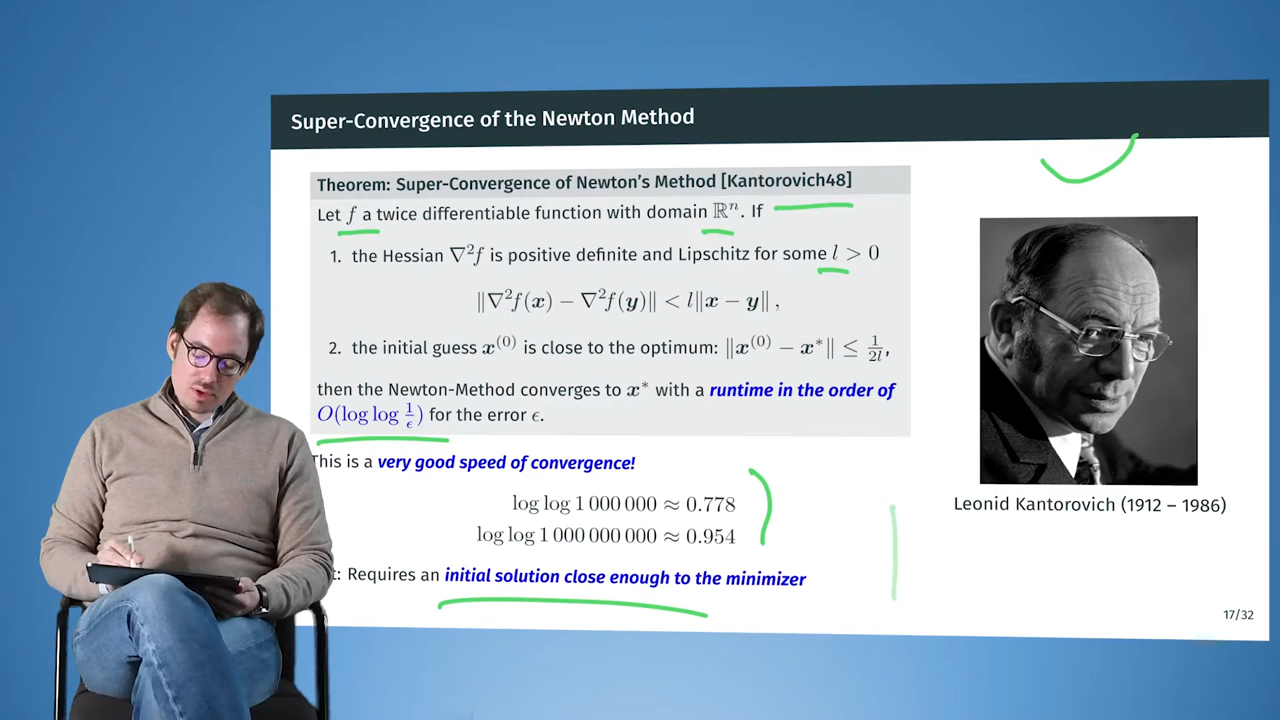 Super-Convergence of the Newton Method
Theorem: Super-Convergence of Newton's Method [Kantorovich48]
Let f a twice differentiable function with domain ℝⁿ. If
1. the Hessian ∇²f is positive definite and Lipschitz for some l > 0
‖∇²f(x) − ∇²f(y)‖ < l‖x − y‖ ,
2. the initial guess x⁽⁰⁾ is close to the optimum: ‖x⁽⁰⁾ − x*‖ ≤ 1/2l,
then the Newton-Method converges to x* with a runtime in the order of
O(log log 1/ϵ) for the error ϵ.
This is a very good speed of convergence!
log log 1 000 000 ≈ 0.778
log log 1 000 000 000 ≈ 0.954
: Requires an initial solution close enough to the minimizer
Leonid Kantorovich (1912 – 1986)
17/32